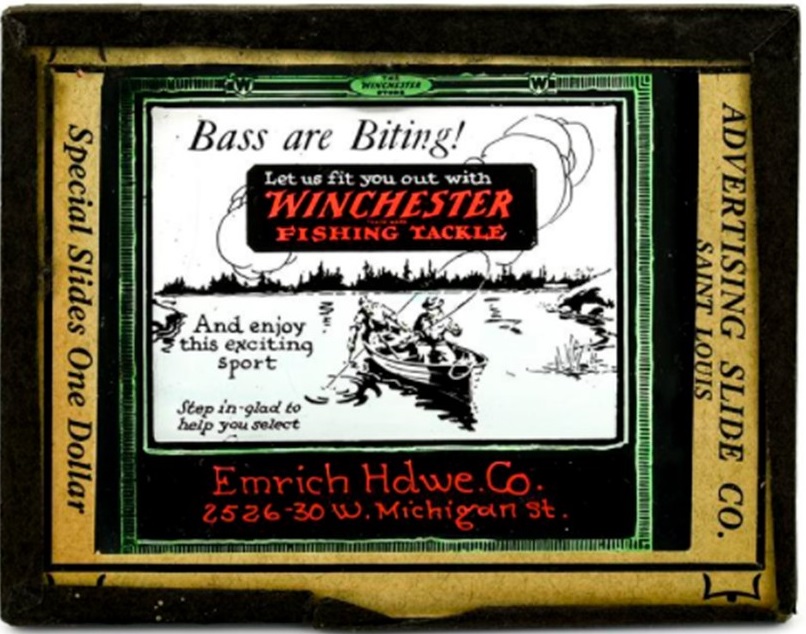 THE
WINCHESTER
STORE
W
W
Bass are Biting!
Let us fit you out with
WINCHESTER
FISHING TACKLE
And enjoy
this exciting
sport
Step in-glad to
help you select
Emrich Hdwe. Co.
2526-30 W. Michigan St.
Special Slides One Dollar
ADVERTISING SLIDE CO.
SAINT LOUIS